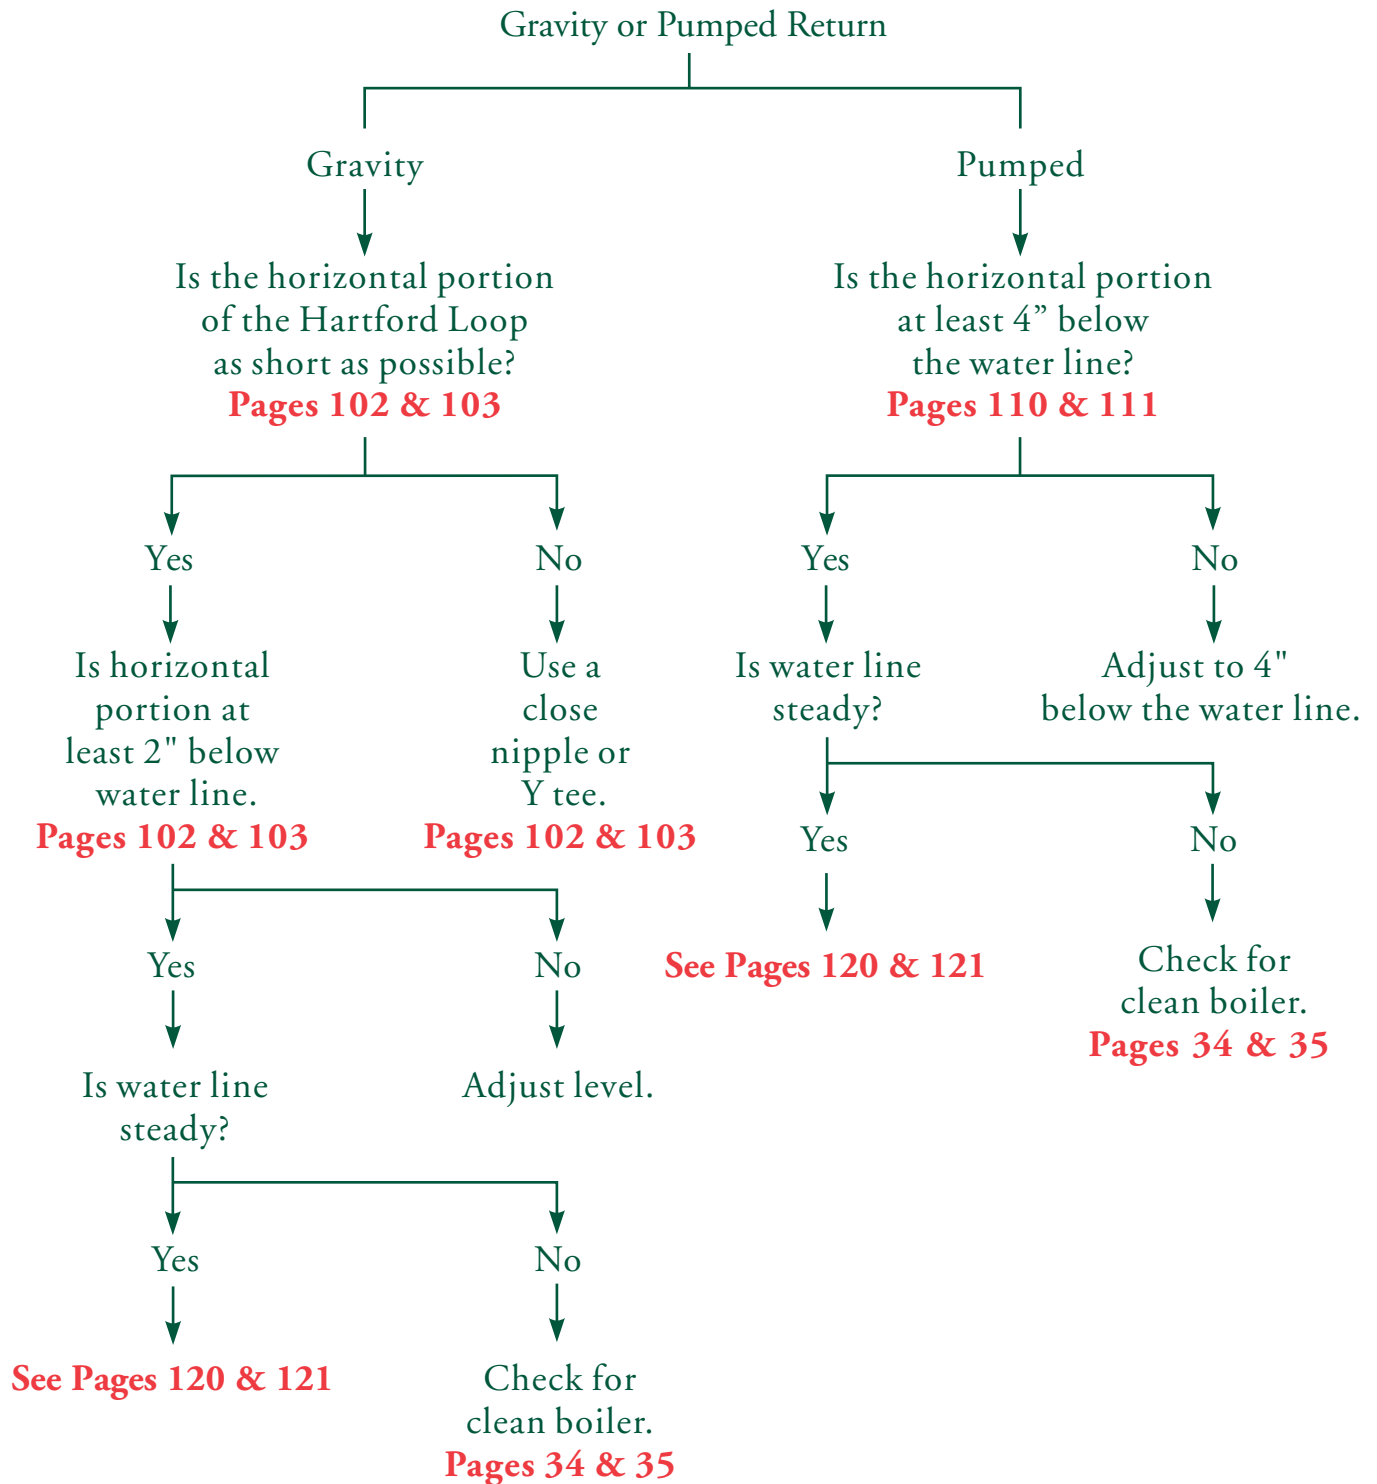 Gravity or Pumped Return
Gravity
Pumped
Is the horizontal portion
of the Hartford Loop
as short as possible?
Pages 102 & 103
Is the horizontal portion
at least 4” below
the water line?
Pages 110 & 111
Yes
No
Yes
No
Is horizontal
portion at
least 2" below
water line.
Pages 102 & 103
Use a
close
nipple or
Y tee.
Pages 102 & 103
Is water line
steady?
Adjust to 4"
below the water line.
Yes
No
Yes
No
See Pages 120 & 121
Check for
clean boiler.
Pages 34 & 35
Is water line
steady?
Adjust level.
Yes
No
See Pages 120 & 121
Check for
clean boiler.
Pages 34 & 35